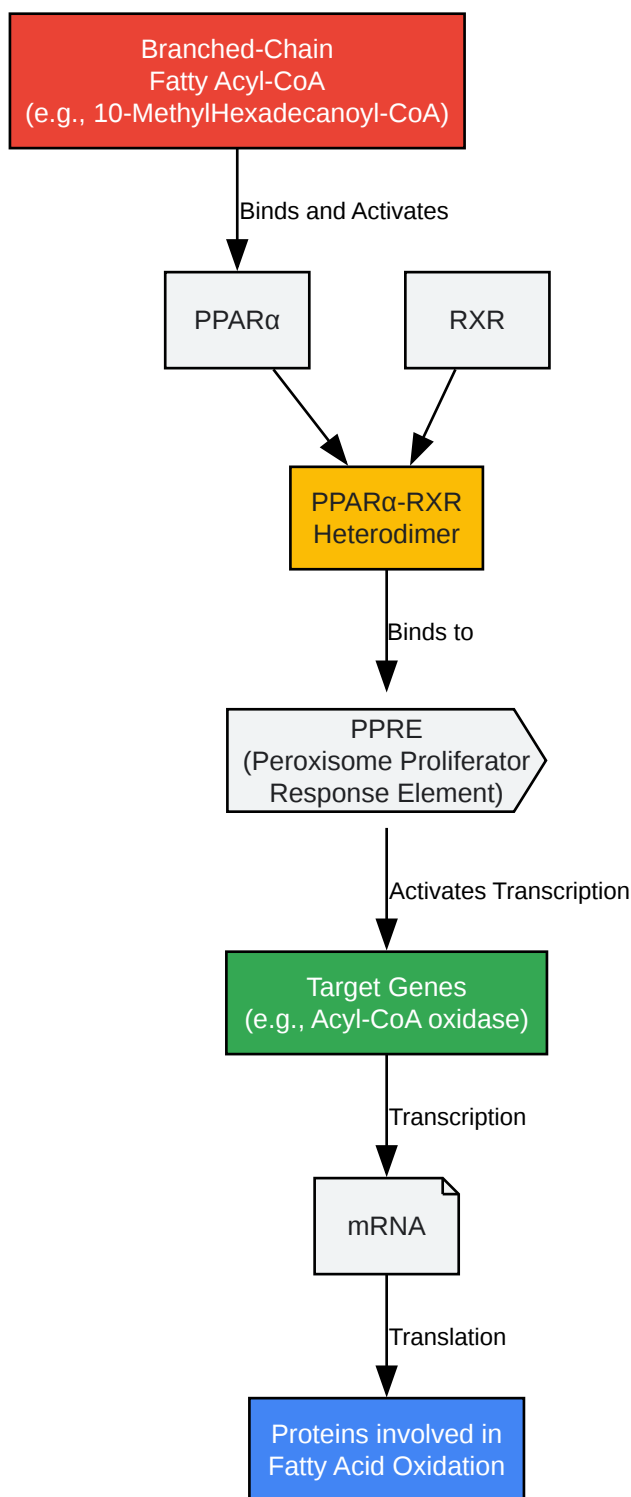 Branched-Chain
Fatty Acyl-CoA
(e.g., 10-MethylHexadecanoyl-CoA)
Binds and Activates
PPARα
RXR
PPARα-RXR
Heterodimer
Binds to
PPRE
(Peroxisome Proliferator
Response Element)
Activates Transcription
Target Genes
(e.g., Acyl-CoA oxidase)
Transcription
mRNA
Translation
Proteins involved in
Fatty Acid Oxidation